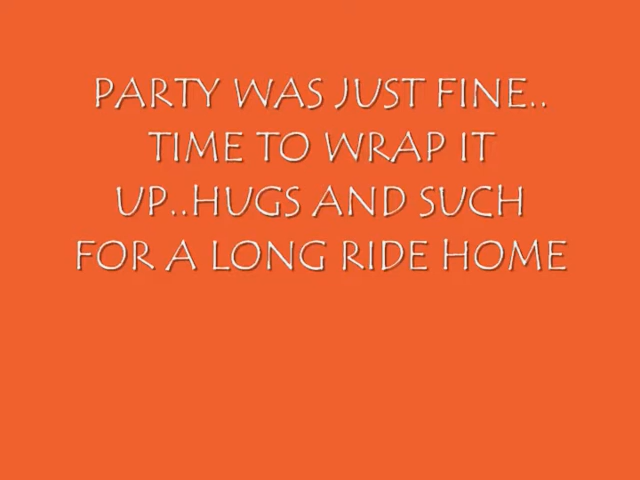 PARTY WAS JUST FINE..
TIME TO WRAP IT
UP..HUGS AND SUCH
FOR A LONG RIDE HOME